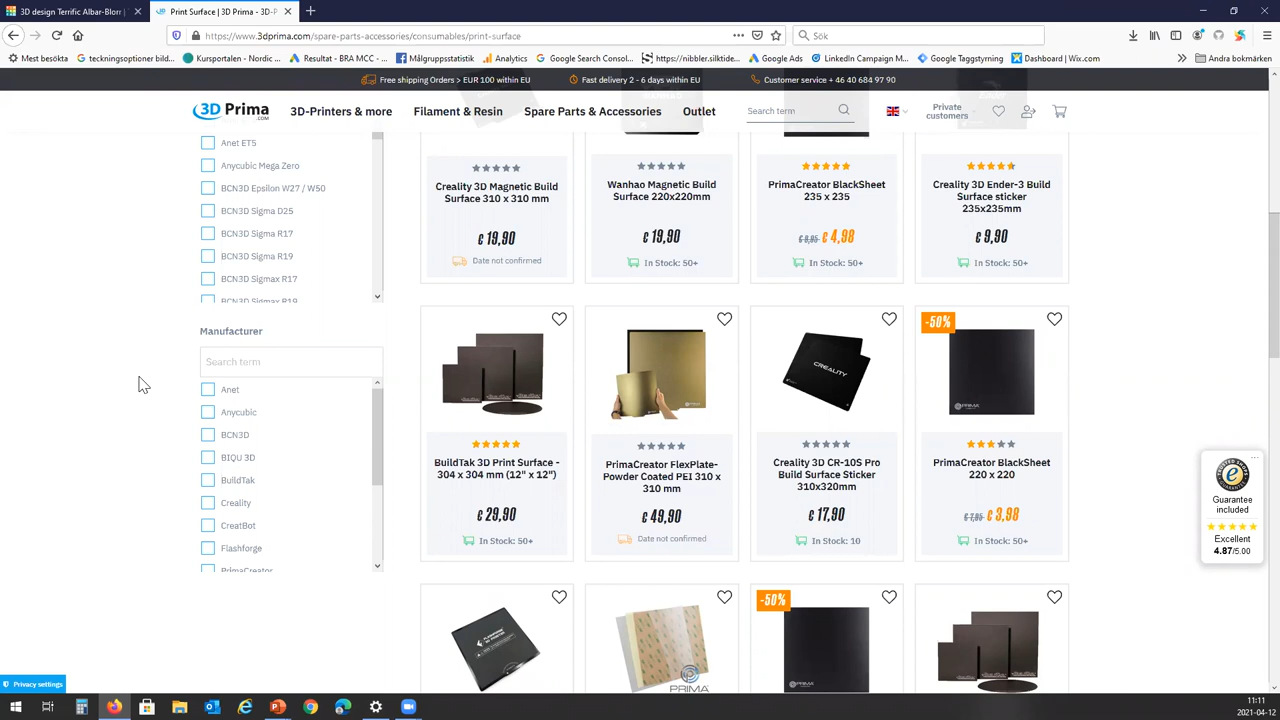 3D design Terrific Albar-Blorr
Print Surface | 3D Prima - 3D-P
https://www.3dprima.com/spare-parts-accessories/consumables/print-surface
Sök
Mest besökta
teckningsoptioner bild...
Kursportalen - Nordic ...
Resultat - BRA MCC - ...
Målgruppsstatistik
Analytics
Google Search Consol...
https://nibbler.silktide...
Google Ads
LinkedIn Campaign M...
Google Taggstyrning
Dashboard | Wix.com
Andra bokmärken
Free shipping Orders > EUR 100 within EU
Fast delivery 2 - 6 days within EU
Customer service + 46 40 684 97 90
3D Prima
.COM
3D-Printers & more
Filament & Resin
Spare Parts & Accessories
Outlet
Search term
Private
customers
Anet ET5
Anycubic Mega Zero
BCN3D Epsilon W27 / W50
BCN3D Sigma D25
BCN3D Sigma R17
BCN3D Sigma R19
BCN3D Sigmax R17
BCN3D Sigmax R19
Manufacturer
Search term
Anet
Anycubic
BCN3D
BIQU 3D
BuildTak
Creality
CreatBot
Flashforge
PrimaCreator
Creality 3D Magnetic Build
Surface 310 x 310 mm
€ 19,90
Date not confirmed
Wanhao Magnetic Build
Surface 220x220mm
€ 19,90
In Stock: 50+
PrimaCreator BlackSheet
235 x 235
€ 9,95 € 4,98
In Stock: 50+
Creality 3D Ender-3 Build
Surface sticker
235x235mm
€ 9,90
In Stock: 50+
BuildTak 3D Print Surface -
304 x 304 mm (12" x 12")
€ 29,90
In Stock: 50+
PrimaCreator FlexPlate-
Powder Coated PEI 310 x
310 mm
€ 49,90
Date not confirmed
CREALITY
Creality 3D CR-10S Pro
Build Surface Sticker
310x320mm
€ 17,90
In Stock: 10
-50%
PRIMA
PrimaCreator BlackSheet
220 x 220
€ 7,95 € 3,98
In Stock: 50+
PRIMA
-50%
PRIMA
Guarantee
included
Excellent
4.87/5.00
Privacy settings
11:11
2021-04-12